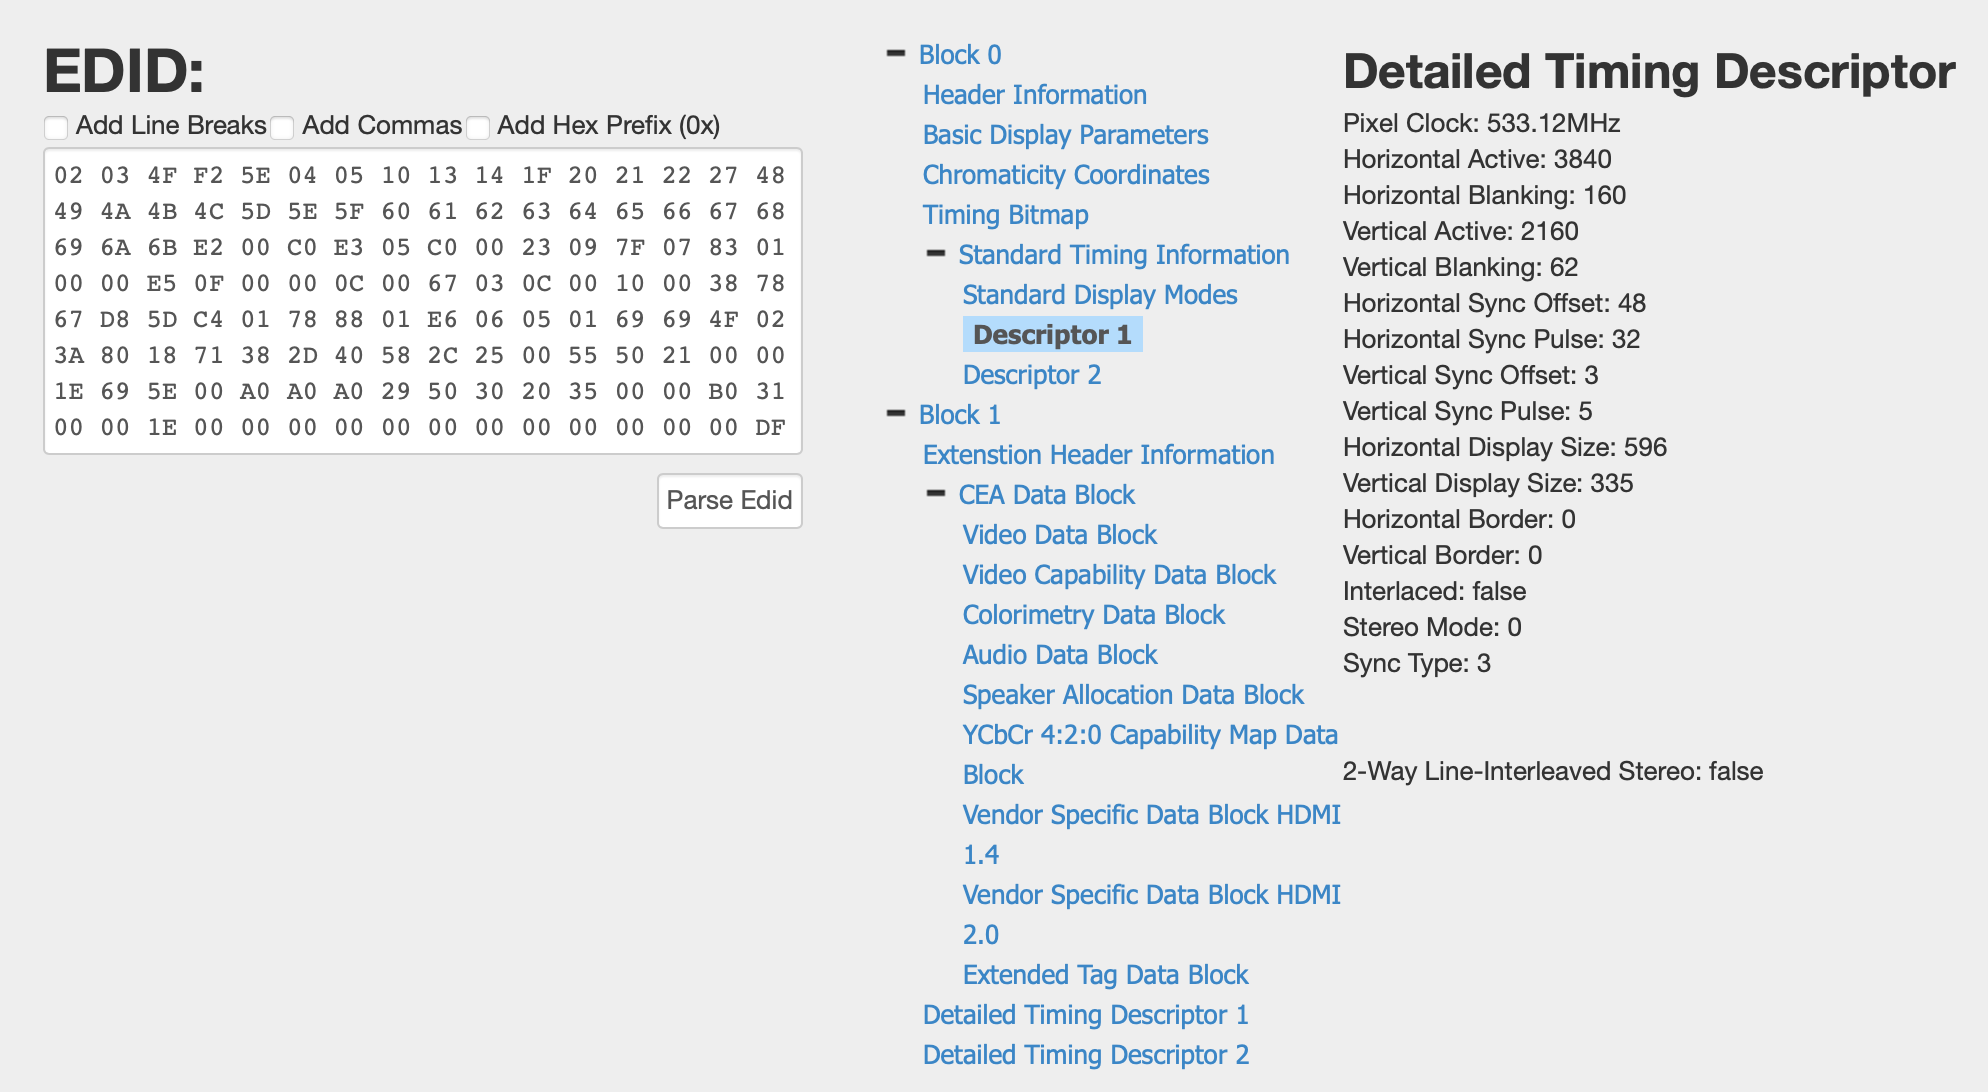 EDID:
Add Line Breaks Add Commas Add Hex Prefix (0x)
02 03 4F F2 5E 04 05 10 13 14 1F 20 21 22 27 48
49 4A 4B 4C 5D 5E 5F 60 61 62 63 64 65 66 67 68
69 6A 6B E2 00 C0 E3 05 C0 00 23 09 7F 07 83 01
00 00 E5 0F 00 00 0C 00 67 03 0C 00 10 00 38 78
67 D8 5D C4 01 78 88 01 E6 06 05 01 69 69 4F 02
3A 80 18 71 38 2D 40 58 2C 25 00 55 50 21 00 00
1E 69 5E 00 A0 A0 A0 29 50 30 20 35 00 00 B0 31
00 00 1E 00 00 00 00 00 00 00 00 00 00 00 00 DF
Parse Edid
Block 0
Header Information
Basic Display Parameters
Chromaticity Coordinates
Timing Bitmap
Standard Timing Information
Standard Display Modes
Descriptor 1
Descriptor 2
Block 1
Extenstion Header Information
CEA Data Block
Video Data Block
Video Capability Data Block
Colorimetry Data Block
Audio Data Block
Speaker Allocation Data Block
YCbCr 4:2:0 Capability Map Data
Block
Vendor Specific Data Block HDMI
1.4
Vendor Specific Data Block HDMI
2.0
Extended Tag Data Block
Detailed Timing Descriptor 1
Detailed Timing Descriptor 2
Detailed Timing Descriptor
Pixel Clock: 533.12MHz
Horizontal Active: 3840
Horizontal Blanking: 160
Vertical Active: 2160
Vertical Blanking: 62
Horizontal Sync Offset: 48
Horizontal Sync Pulse: 32
Vertical Sync Offset: 3
Vertical Sync Pulse: 5
Horizontal Display Size: 596
Vertical Display Size: 335
Horizontal Border: 0
Vertical Border: 0
Interlaced: false
Stereo Mode: 0
Sync Type: 3
2-Way Line-Interleaved Stereo: false